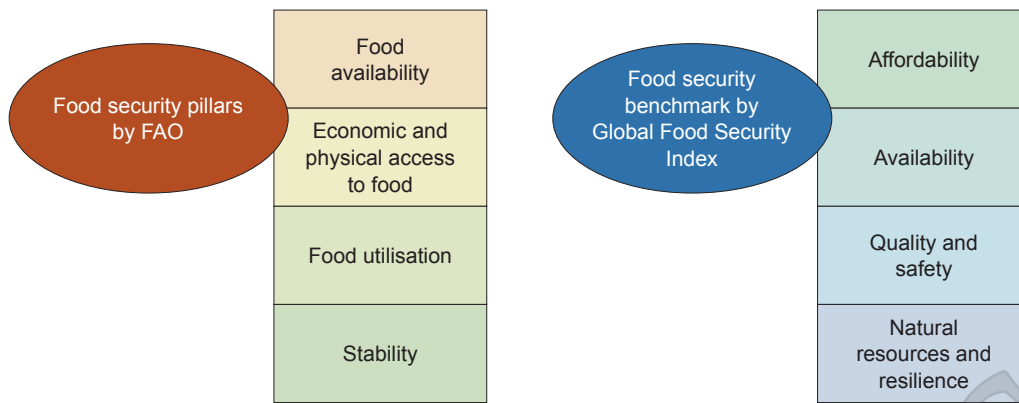 Food security pillars
by FAO
Food
availability
Economic and
physical access
to food
Food utilisation
Stability
Food security
benchmark by
Global Food Security
Index
Affordability
Availability
Quality and
safety
Natural
resources and
resilience